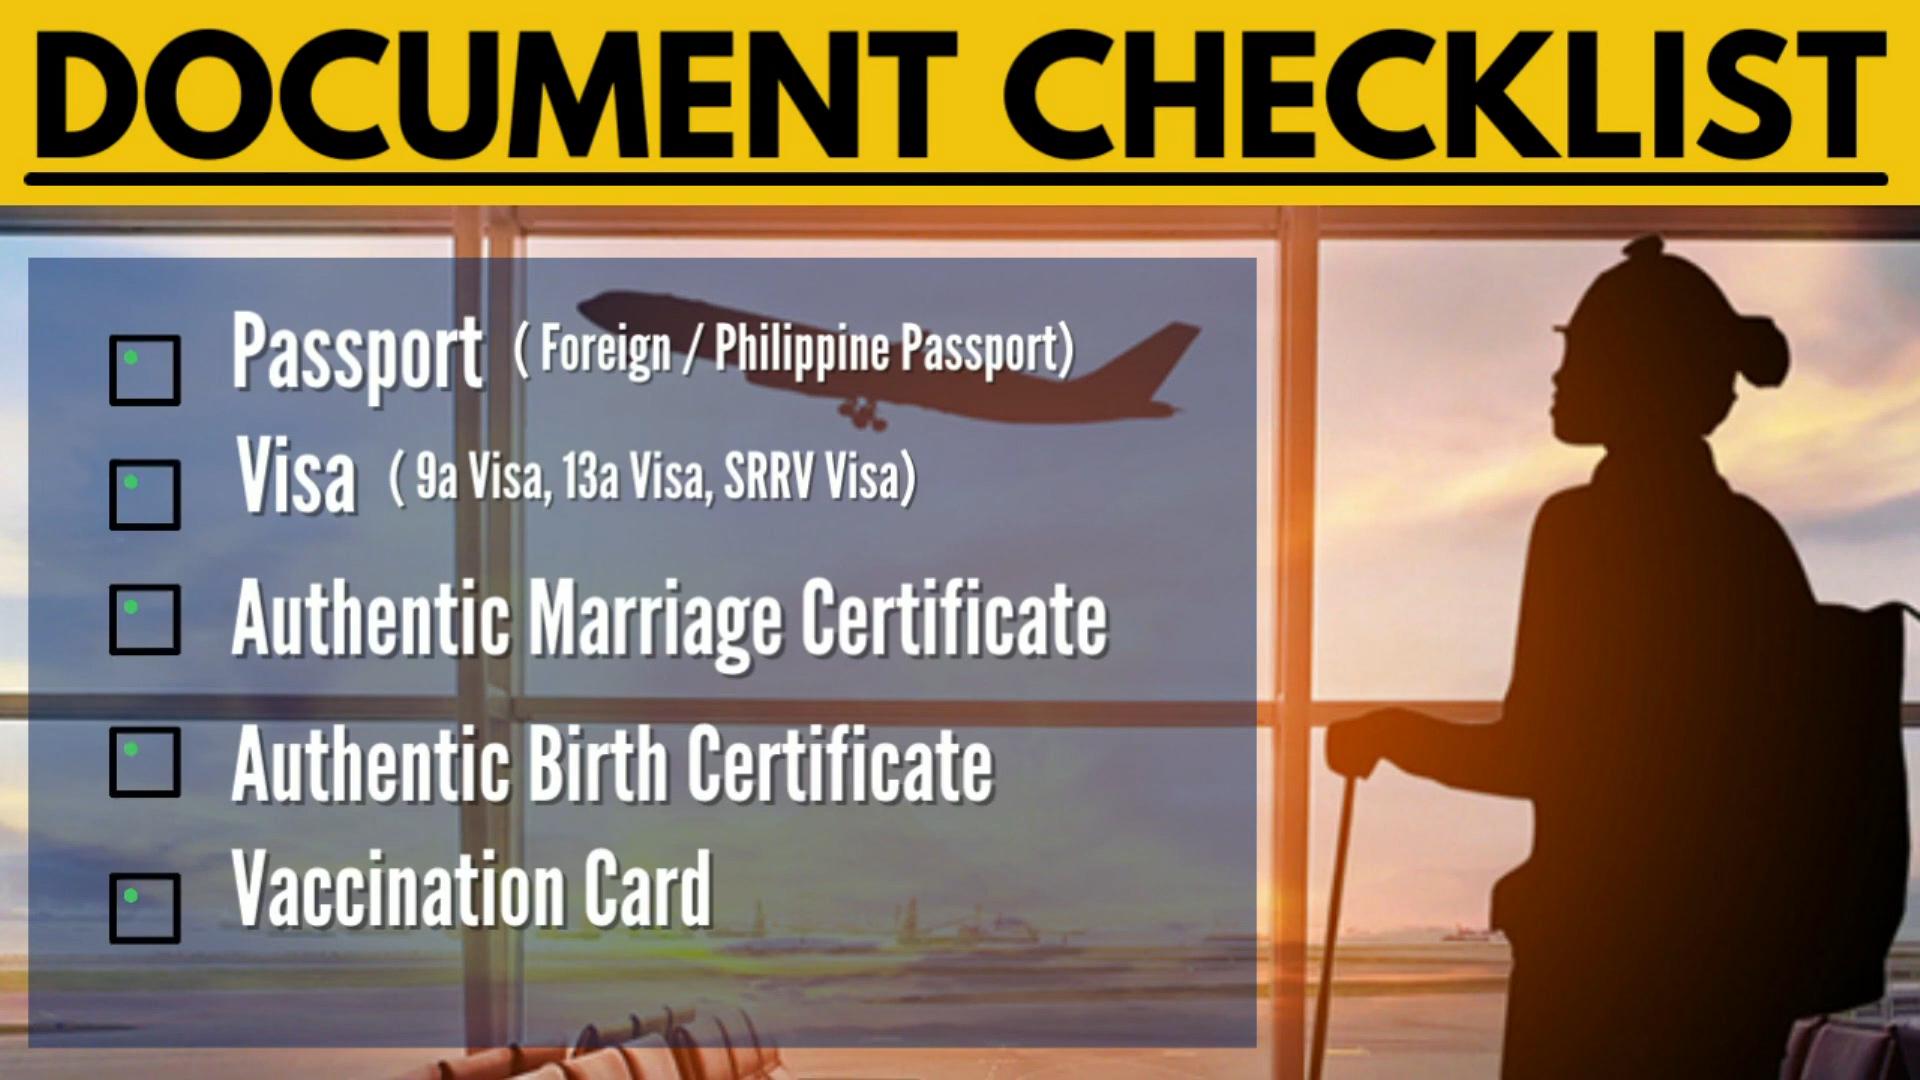 DOCUMENT CHECKLIST
Passport ( Foreign / Philippine Passport)
Visa ( 9a Visa, 13a Visa, SRRV Visa)
Authentic Marriage Certificate
Authentic Birth Certificate
Vaccination Card